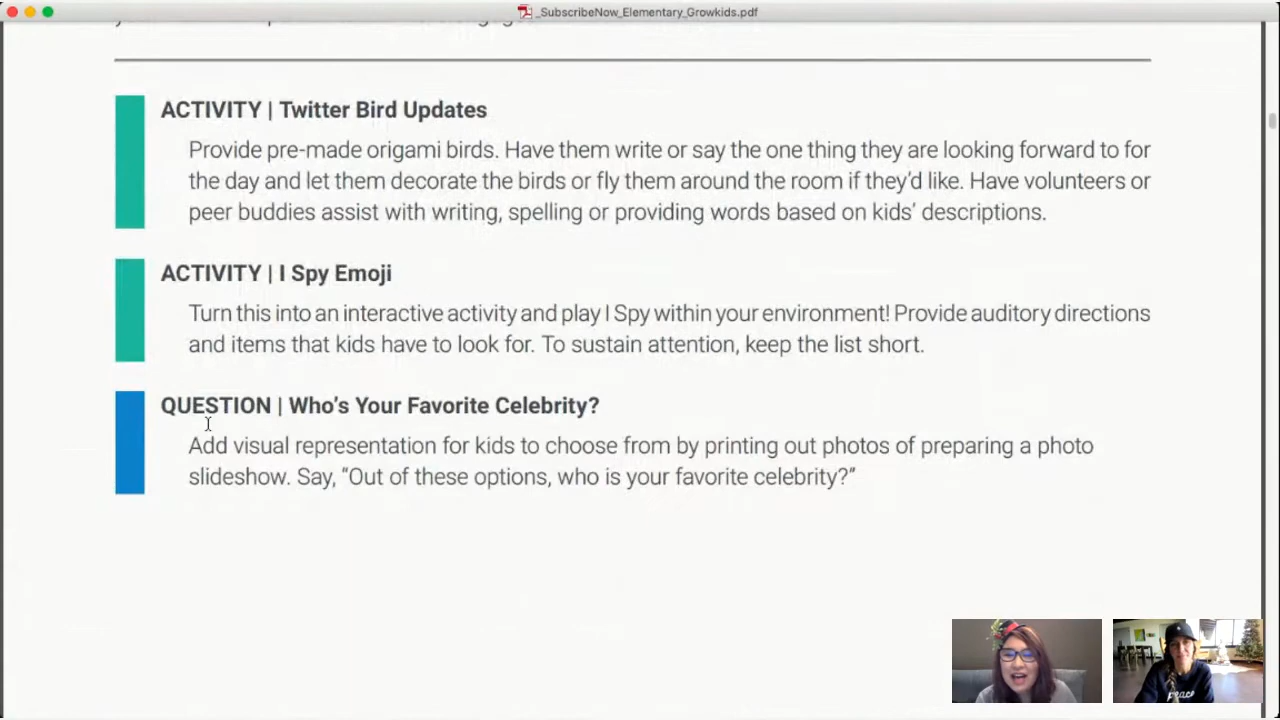 _SubscribeNow_Elementary_Growkids.pdf
ACTIVITY | Twitter Bird Updates
Provide pre-made origami birds. Have them write or say the one thing they are looking forward to for
the day and let them decorate the birds or fly them around the room if they’d like. Have volunteers or
peer buddies assist with writing, spelling or providing words based on kids’ descriptions.
ACTIVITY | I Spy Emoji
Turn this into an interactive activity and play I Spy within your environment! Provide auditory directions
and items that kids have to look for. To sustain attention, keep the list short.
QUESTION | Who’s Your Favorite Celebrity?
Add visual representation for kids to choose from by printing out photos of preparing a photo
slideshow. Say, “Out of these options, who is your favorite celebrity?”
peace